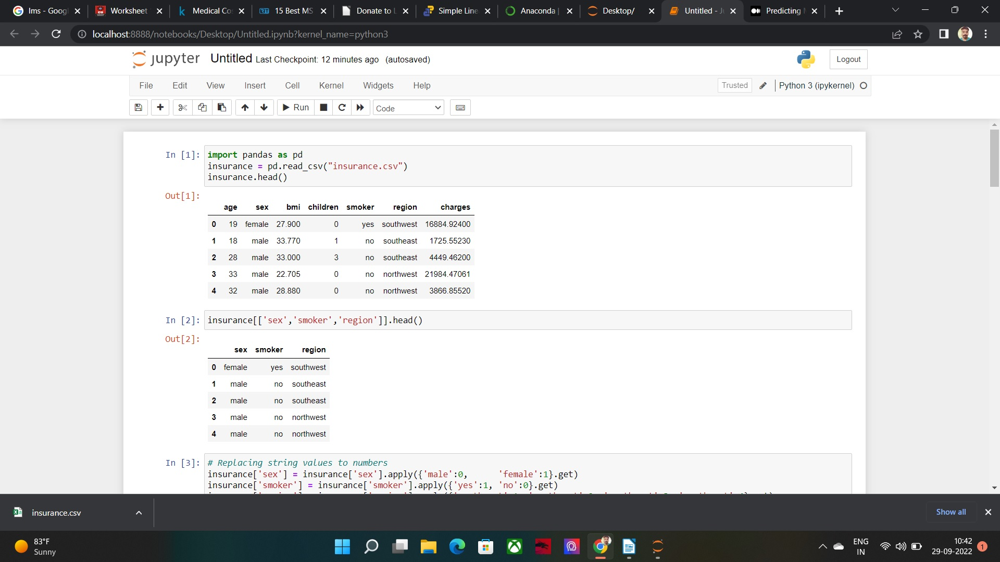 Ims - Goog
Worksheet
Medical Co
15 Best MS
Donate to L
Simple Line
Anaconda |
Desktop/
Untitled - J
Predicting
localhost:8888/notebooks/Desktop/Untitled.ipynb?kernel_name=python3
jupyter Untitled Last Checkpoint: 12 minutes ago (autosaved)
Logout
File Edit View Insert Cell Kernel Widgets Help
Trusted
Python 3 (ipykernel)
Run
Code
In [1]: import pandas as pd
insurance = pd.read_csv("insurance.csv")
insurance.head()
Out[1]:
age sex bmi children smoker region charges
0 19 female 27.900 0 yes southwest 16884.92400
1 18 male 33.770 1 no southeast 1725.55230
2 28 male 33.000 3 no southeast 4449.46200
3 33 male 22.705 0 no northwest 21984.47061
4 32 male 28.880 0 no northwest 3866.85520
In [2]: insurance[['sex','smoker','region']].head()
Out[2]:
sex smoker region
0 female yes southwest
1 male no southeast
2 male no southeast
3 male no northwest
4 male no northwest
In [3]: # Replacing string values to numbers
insurance['sex'] = insurance['sex'].apply({'male':0, 'female':1}.get)
insurance['smoker'] = insurance['smoker'].apply({'yes':1, 'no':0}.get)
insurance.csv
Show all
83°F
Sunny
ENG
IN
10:42
29-09-2022
1